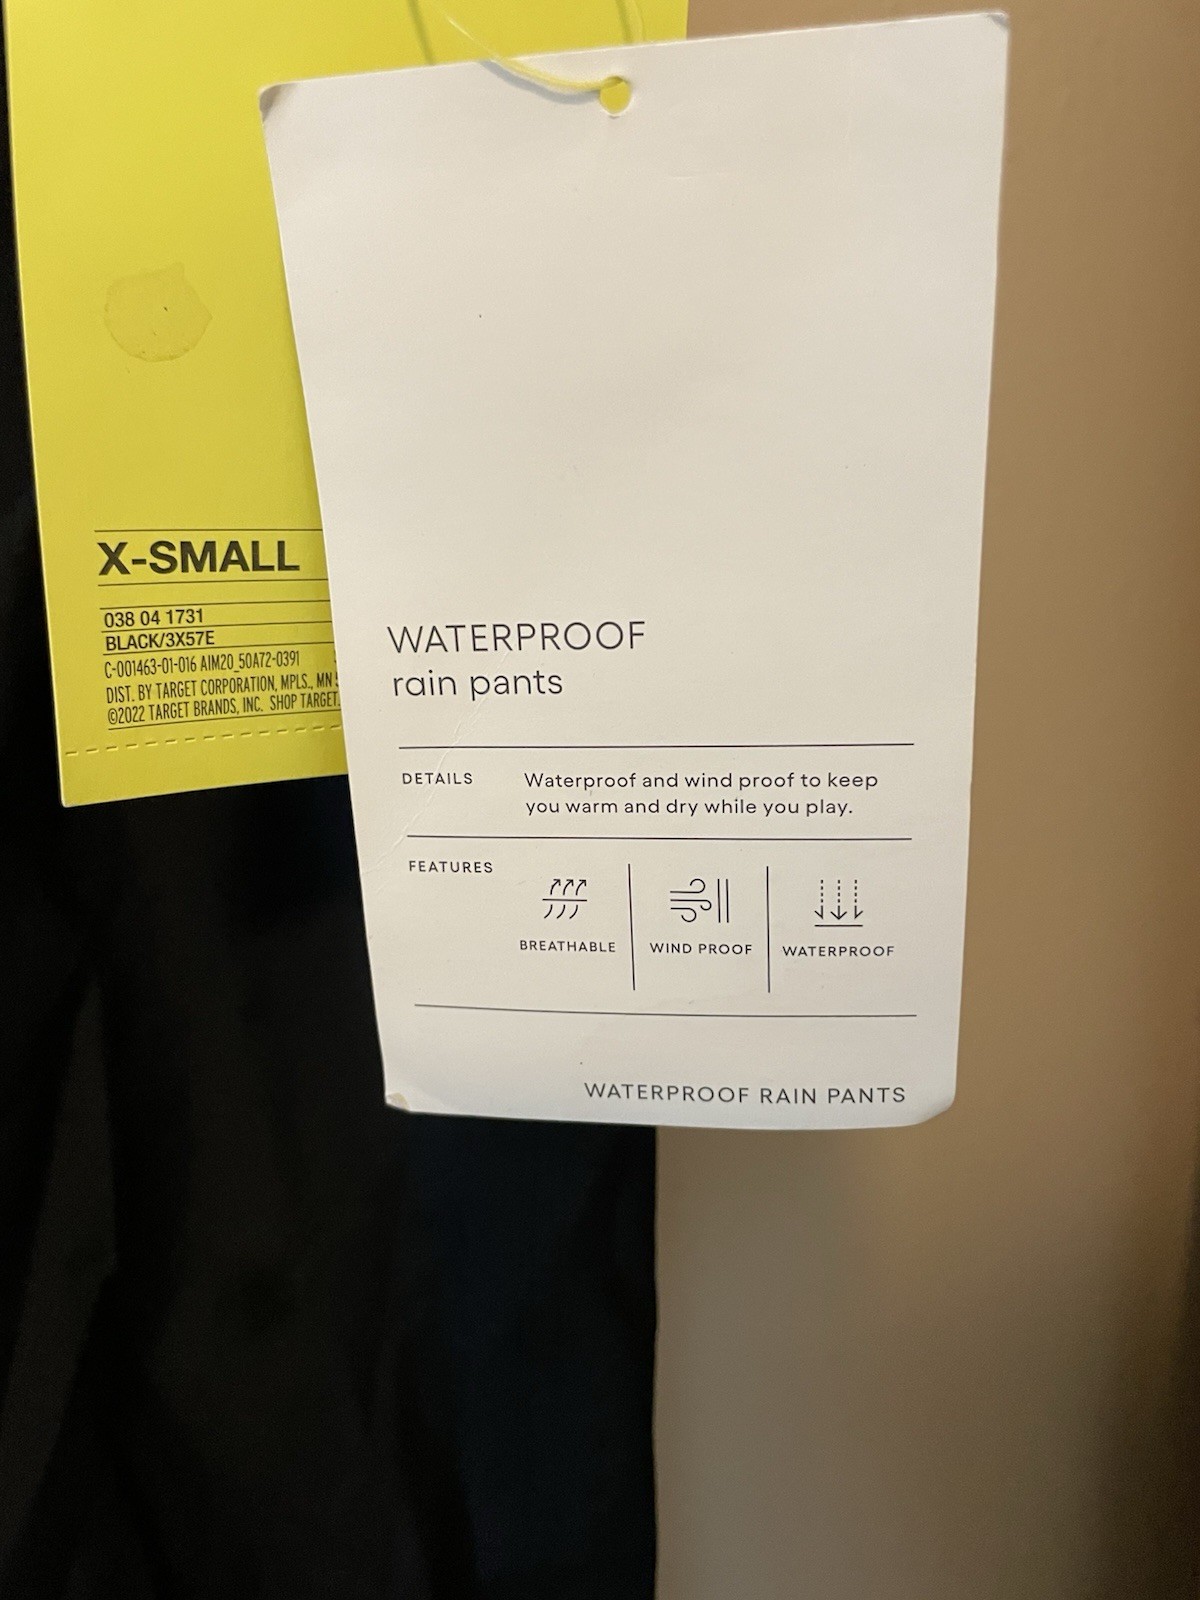 X-SMALL
038 04 1731
BLACK/3X57E
C-001463-01-016 AIM20_50A72-0391
DIST. BY TARGET CORPORATION, MPLS., MN
©2022 TARGET BRANDS, INC. SHOP TARGET.
WATERPROOF
rain pants
DETAILS Waterproof and wind proof to keep
you warm and dry while you play.
FEATURES
BREATHABLE WIND PROOF WATERPROOF
WATERPROOF RAIN PANTS